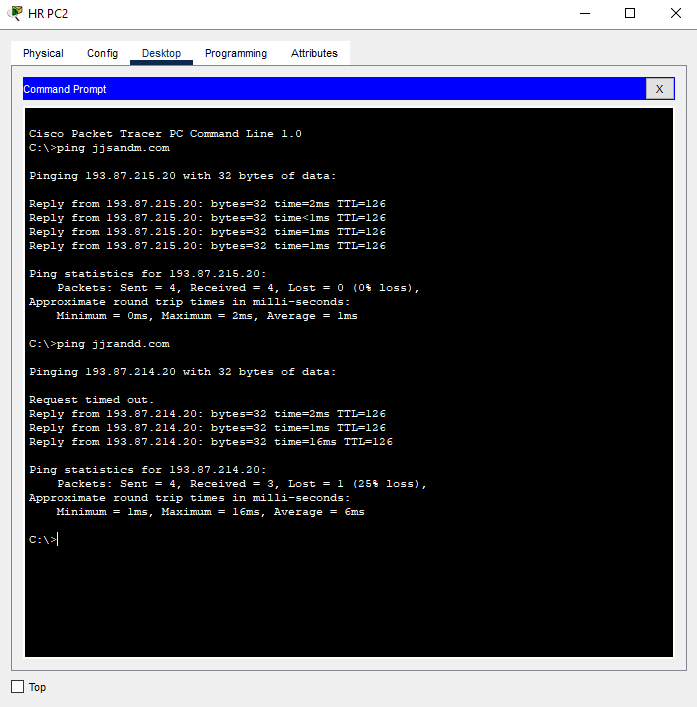 HR PC2
Physical Config Desktop Programming Attributes
Command Prompt X
Cisco Packet Tracer PC Command Line 1.0
C:\>ping jjsandm.com
Pinging 193.87.215.20 with 32 bytes of data:
Reply from 193.87.215.20: bytes=32 time=2ms TTL=126
Reply from 193.87.215.20: bytes=32 time<1ms TTL=126
Reply from 193.87.215.20: bytes=32 time=1ms TTL=126
Reply from 193.87.215.20: bytes=32 time=1ms TTL=126
Ping statistics for 193.87.215.20:
Packets: Sent = 4, Received = 4, Lost = 0 (0% loss),
Approximate round trip times in milli-seconds:
Minimum = 0ms, Maximum = 2ms, Average = 1ms
C:\>ping jjrandd.com
Pinging 193.87.214.20 with 32 bytes of data:
Request timed out.
Reply from 193.87.214.20: bytes=32 time=2ms TTL=126
Reply from 193.87.214.20: bytes=32 time=1ms TTL=126
Reply from 193.87.214.20: bytes=32 time=16ms TTL=126
Ping statistics for 193.87.214.20:
Packets: Sent = 4, Received = 3, Lost = 1 (25% loss),
Approximate round trip times in milli-seconds:
Minimum = 1ms, Maximum = 16ms, Average = 6ms
C:\>
Top